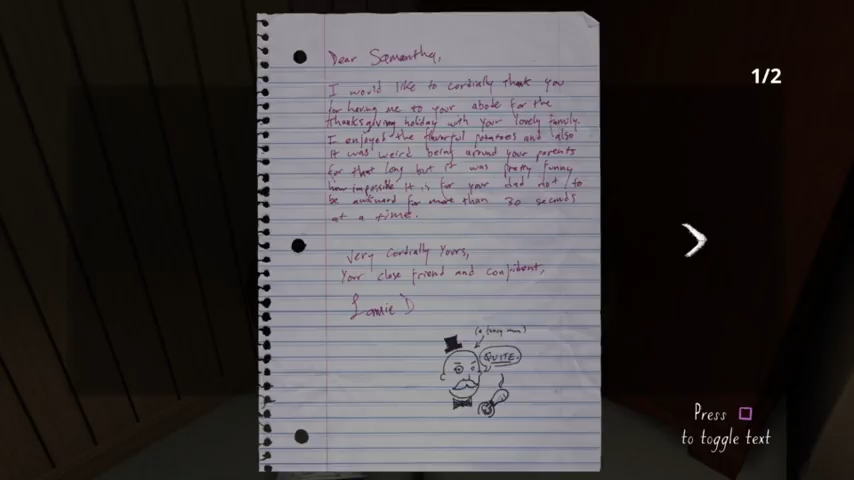 Dear Samantha,
I would like to cordially thank you
for having me to your abode for the
thanksgiving holiday with your lovely family.
I enjoyed the flavorful potatoes and also
it was weird being around your parents
for that long but it was pretty funny
how impossible it is for your dad not to
be awkward for more than 30 seconds
at a time.
Very Cordially Yours,
Your close friend and confident,
Lonnie D
(a fancy man)
QUITE.
1/2
Press
to toggle text